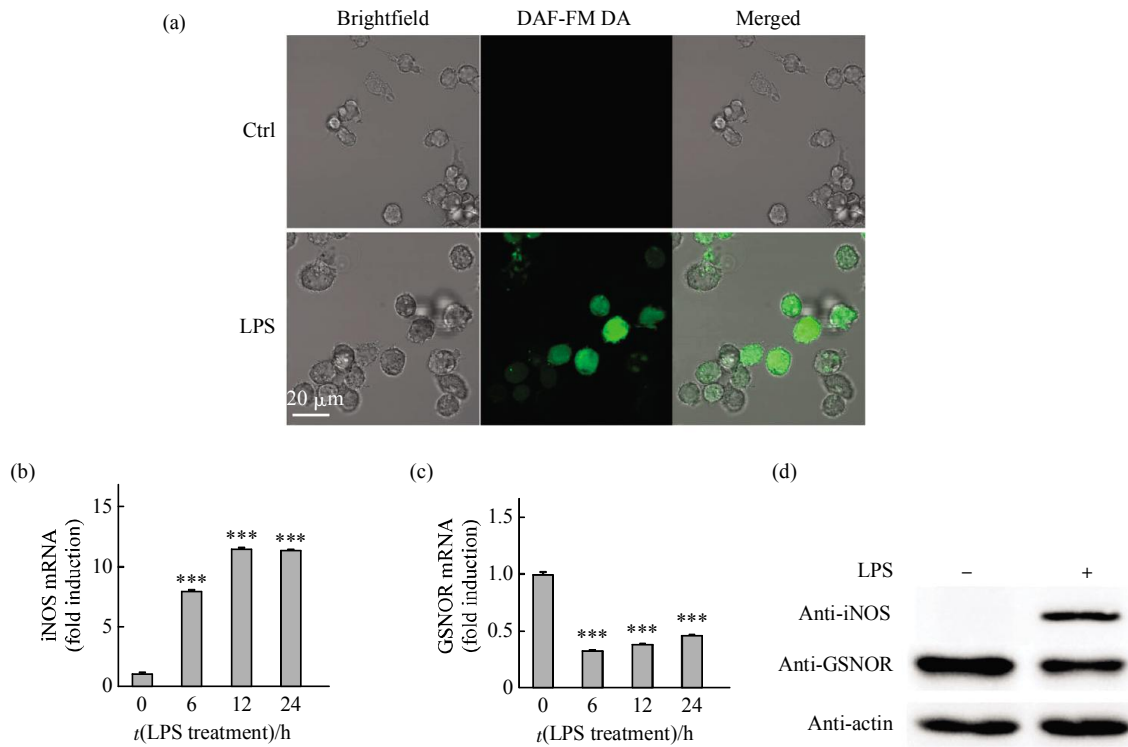 (a)
Brightfield DAF-FM DA Merged
Ctrl
LPS
20 μm
(b)
iNOS mRNA
(fold induction)
15
10
5
0
*** *** ***
0 6 12 24
t(LPS treatment)/h
(c)
GSNOR mRNA
(fold induction)
1.5
1.0
0.5
0
*** *** ***
0 6 12 24
t(LPS treatment)/h
(d)
LPS − +
Anti-iNOS
Anti-GSNOR
Anti-actin